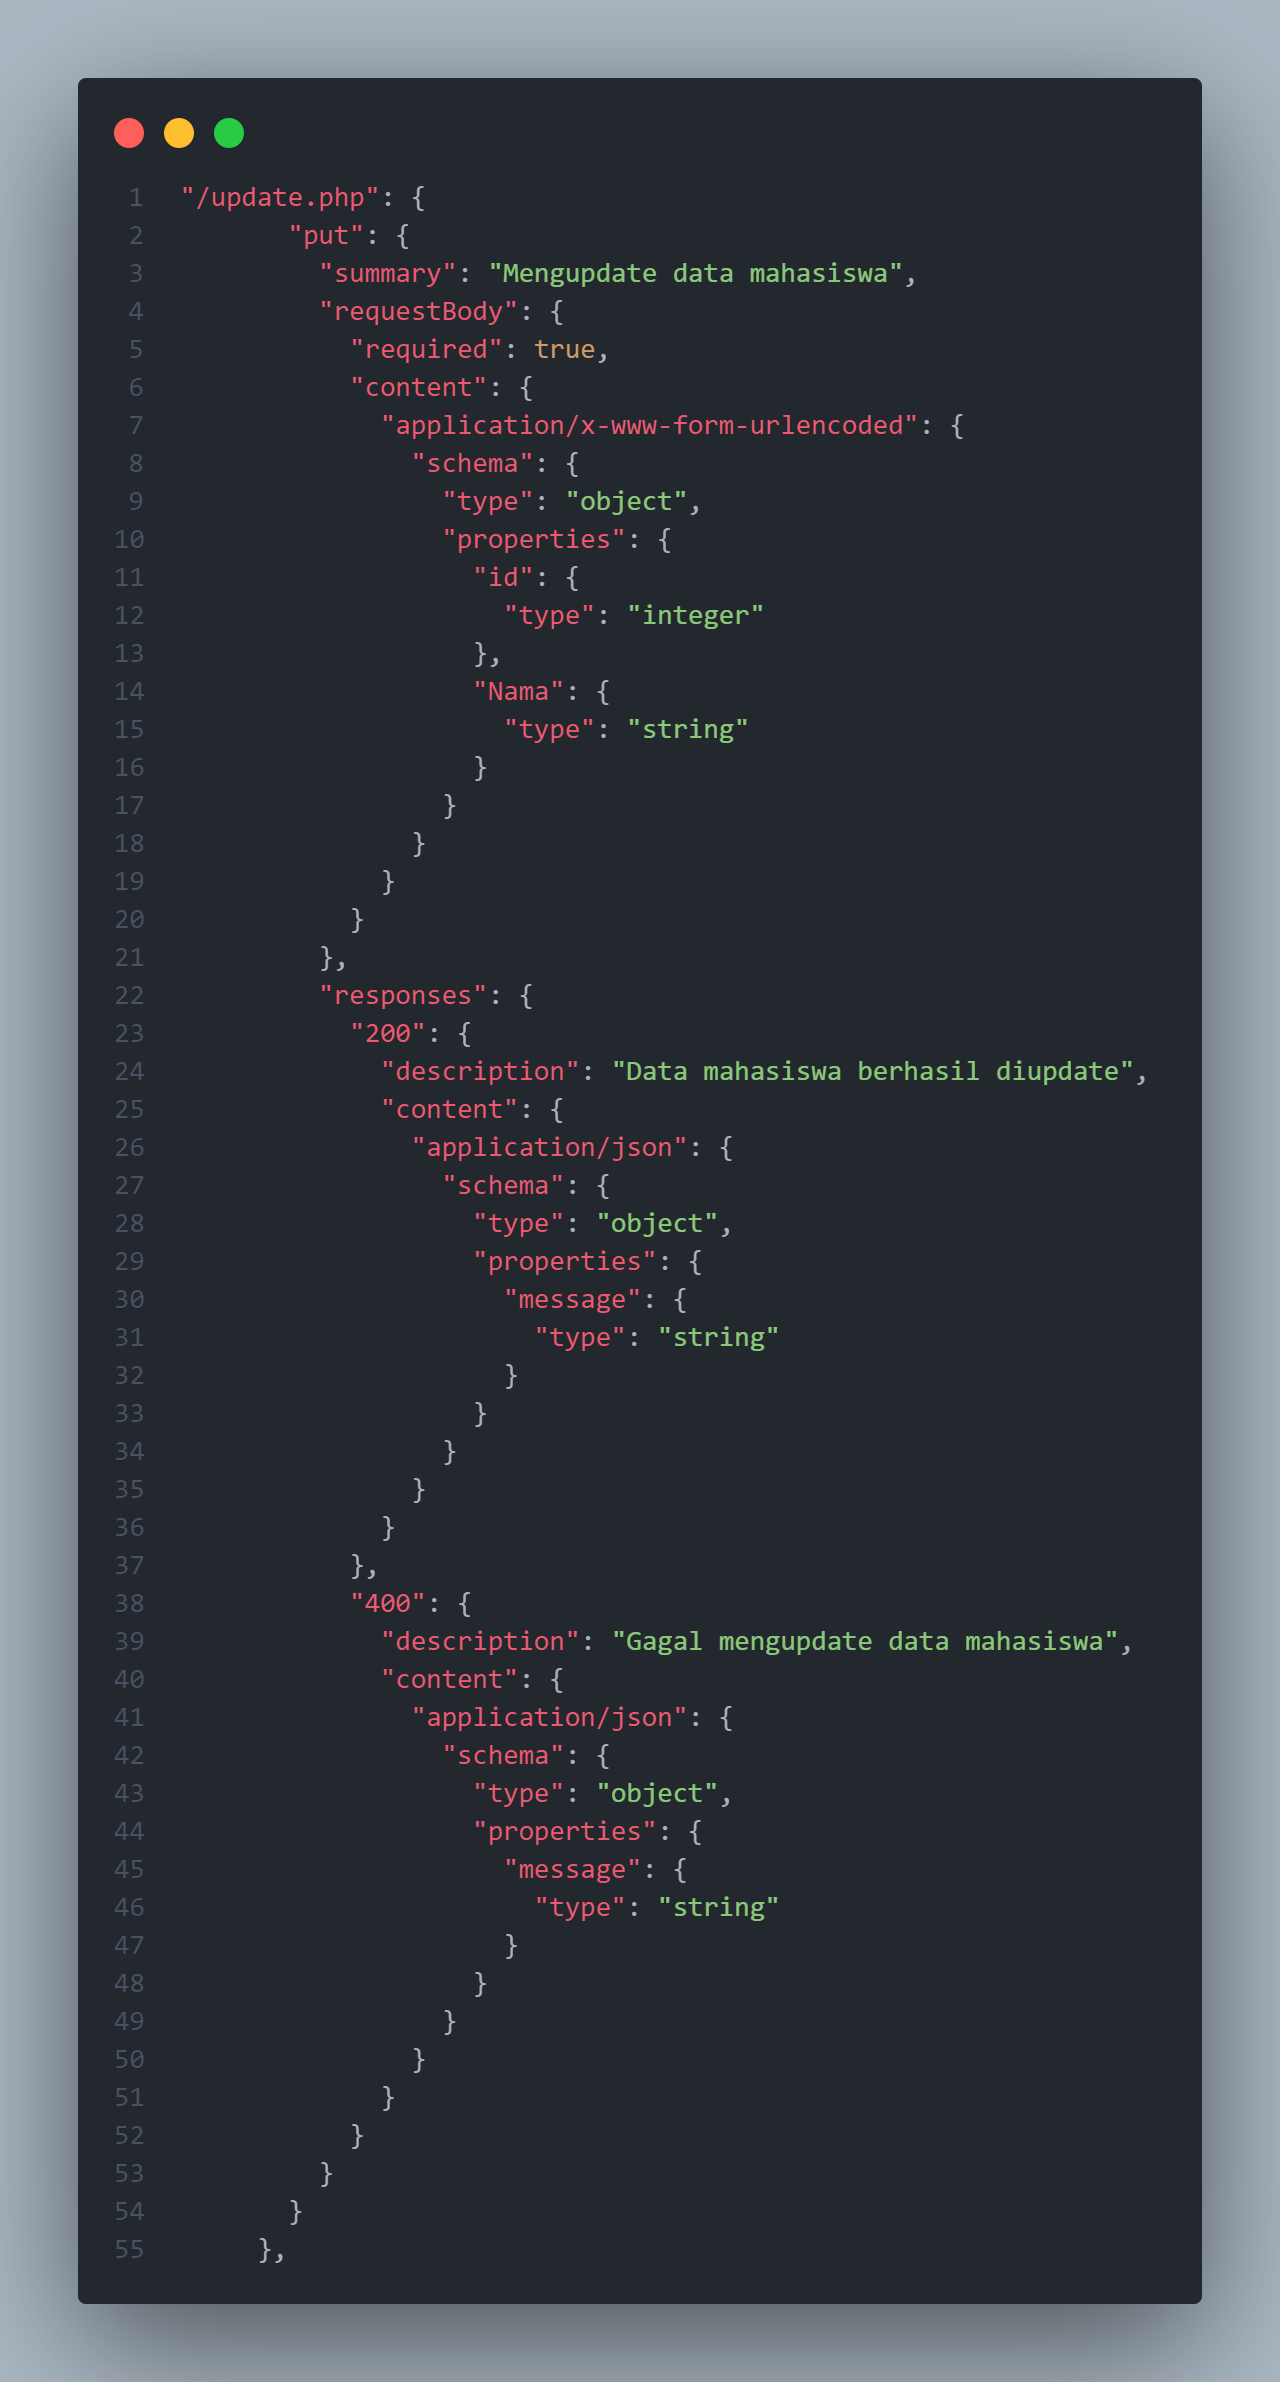 1 "/update.php": {
2 "put": {
3 "summary": "Mengupdate data mahasiswa",
4 "requestBody": {
5 "required": true,
6 "content": {
7 "application/x-www-form-urlencoded": {
8 "schema": {
9 "type": "object",
10 "properties": {
11 "id": {
12 "type": "integer"
13 },
14 "Nama": {
15 "type": "string"
16 }
17 }
18 }
19 }
20 }
21 },
22 "responses": {
23 "200": {
24 "description": "Data mahasiswa berhasil diupdate",
25 "content": {
26 "application/json": {
27 "schema": {
28 "type": "object",
29 "properties": {
30 "message": {
31 "type": "string"
32 }
33 }
34 }
35 }
36 }
37 },
38 "400": {
39 "description": "Gagal mengupdate data mahasiswa",
40 "content": {
41 "application/json": {
42 "schema": {
43 "type": "object",
44 "properties": {
45 "message": {
46 "type": "string"
47 }
48 }
49 }
50 }
51 }
52 }
53 }
54 }
55 },